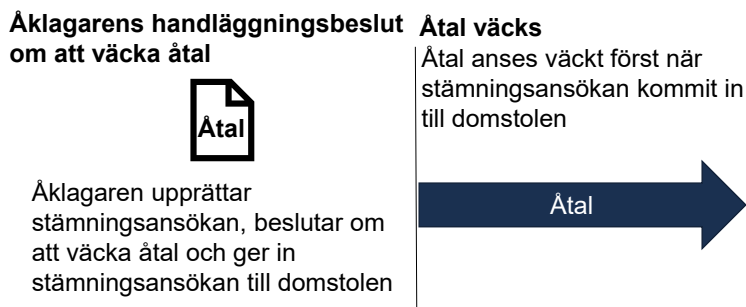 Åklagarens handläggningsbeslut
om att väcka åtal
Åtal
Åklagaren upprättar
stämningsansökan, beslutar om
att väcka åtal och ger in
stämningsansökan till domstolen
Åtal väcks
Åtal anses väckt först när
stämningsansökan kommit in
till domstolen
Åtal